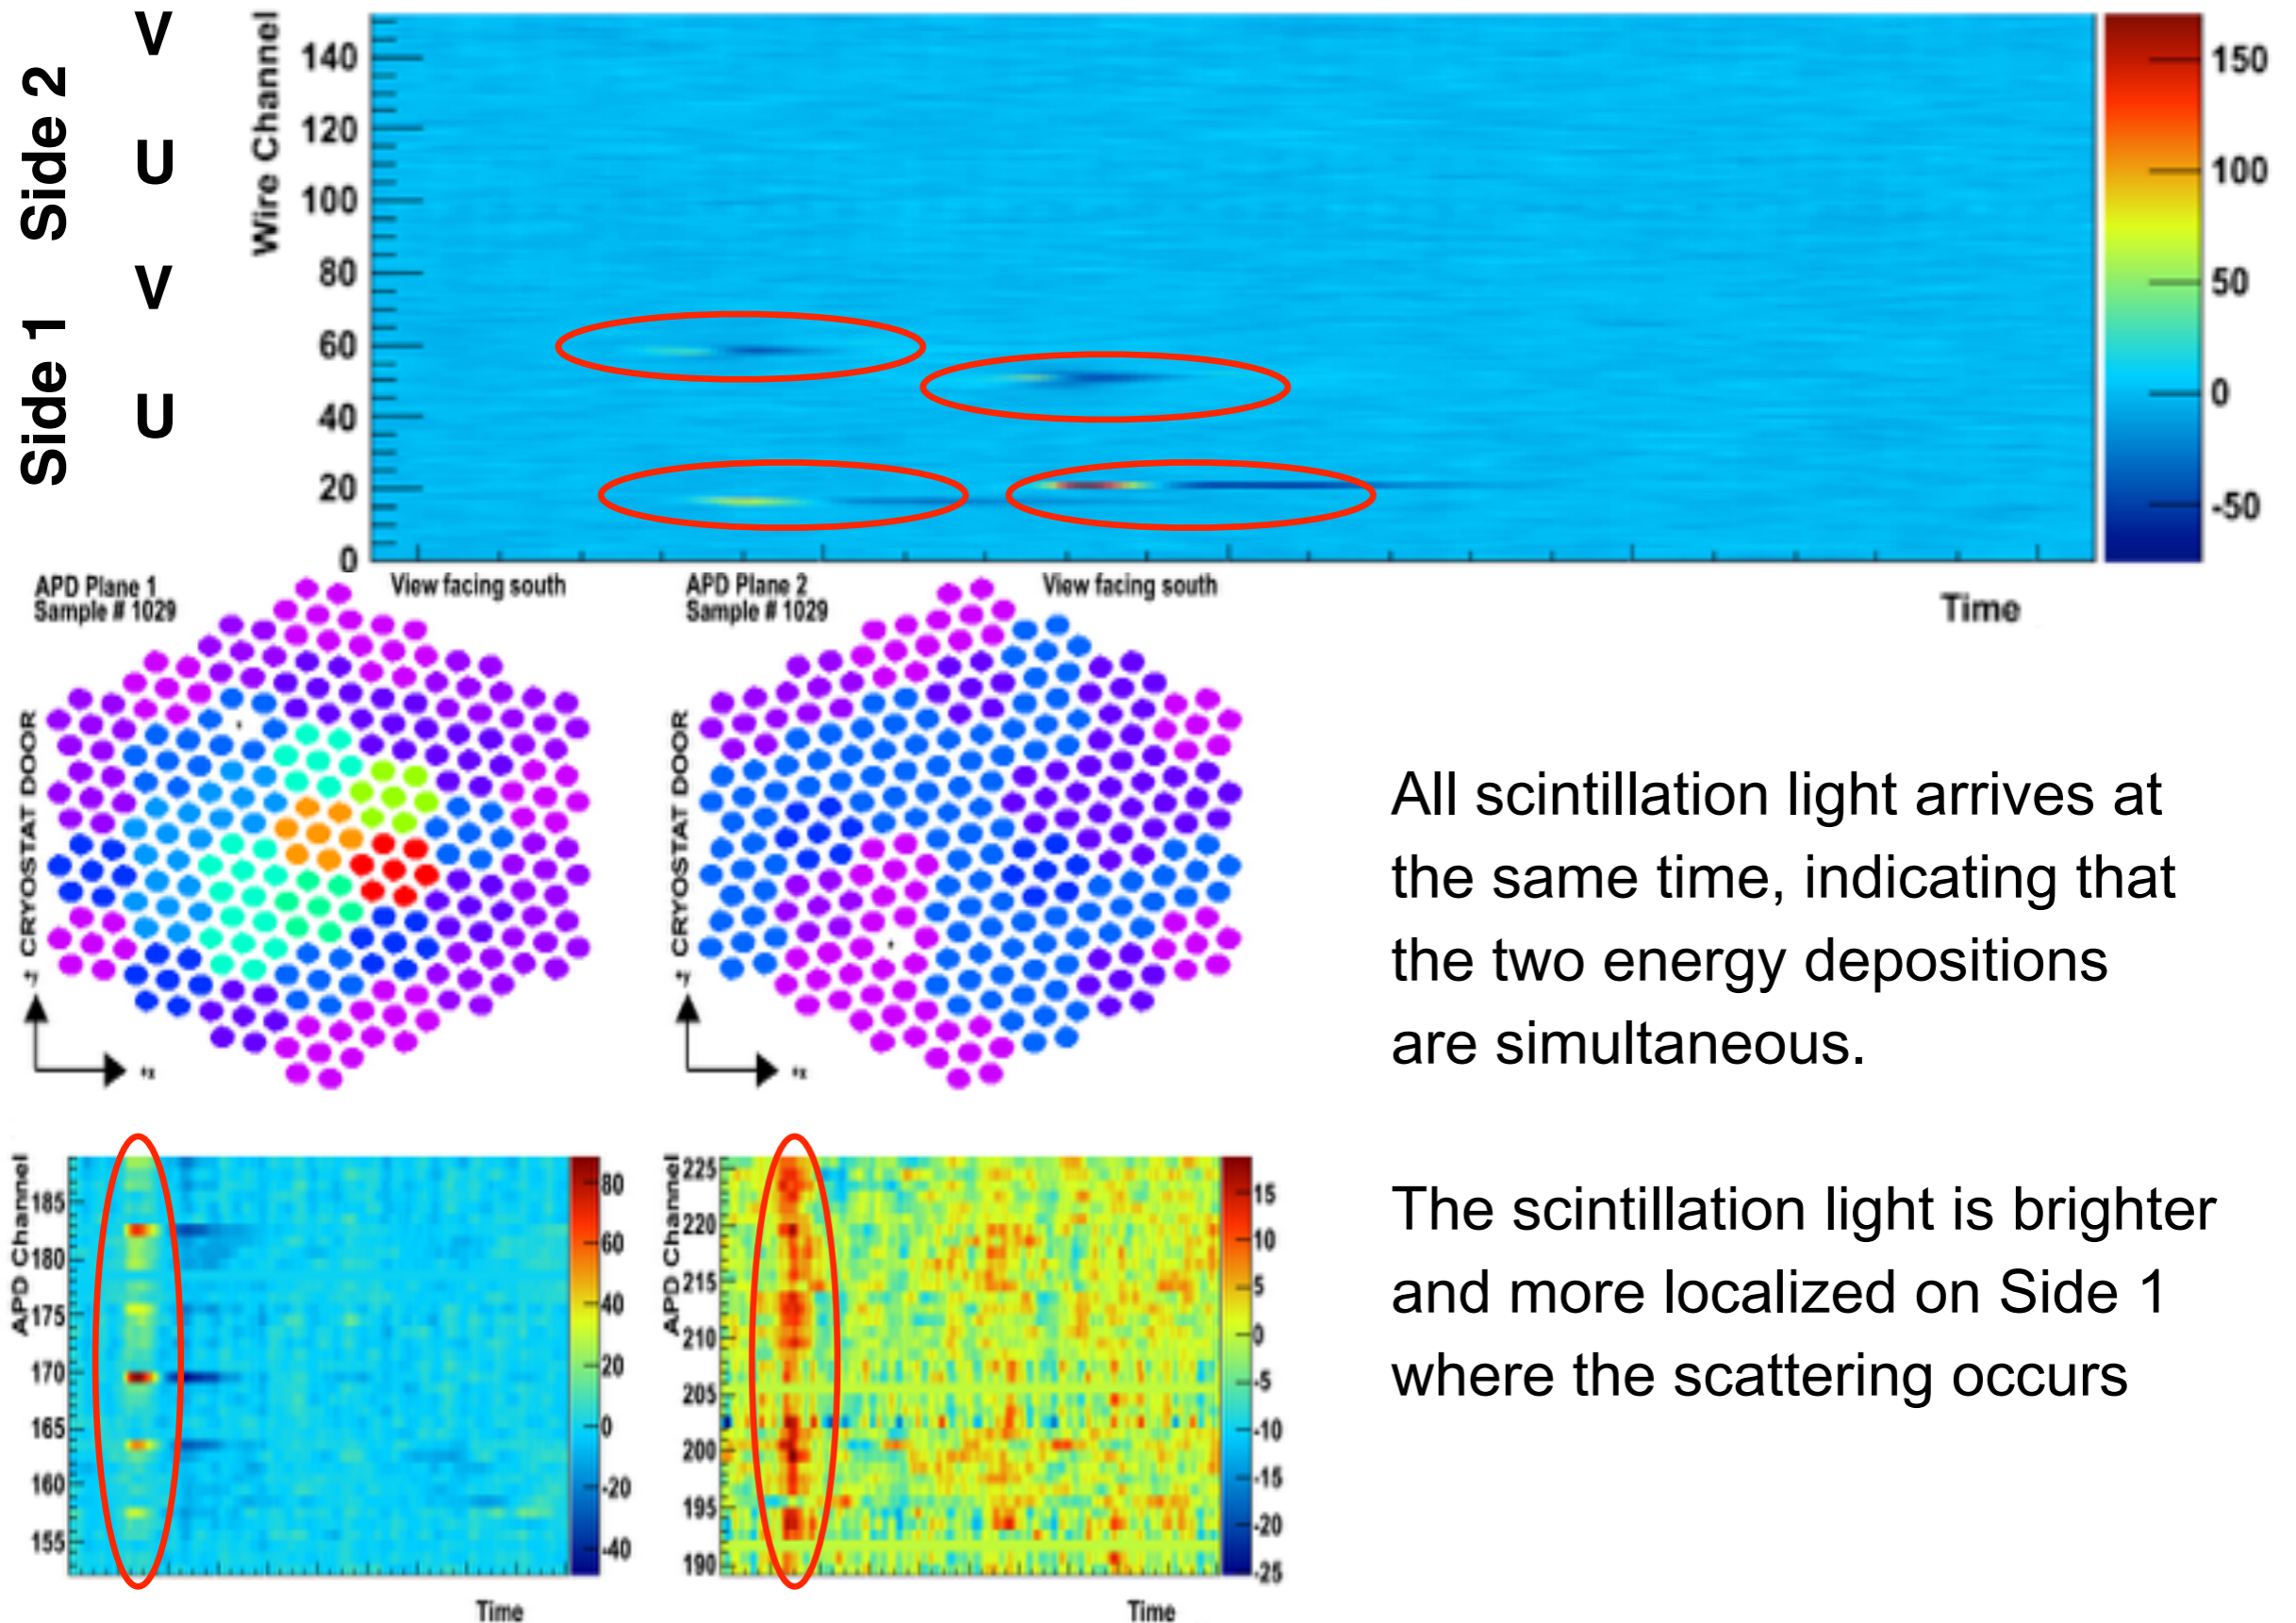 Side 2
V
U
Side 1
V
U
Wire Channel
140
120
100
80
60
40
20
0
150
100
50
0
-50
Time
APD Plane 1
Sample # 1029
View facing south
APD Plane 2
Sample # 1029
View facing south
CRYOSTAT DOOR
+x
CRYOSTAT DOOR
+x
All scintillation light arrives at
the same time, indicating that
the two energy depositions
are simultaneous.
The scintillation light is brighter
and more localized on Side 1
where the scattering occurs
APD Channel
185
180
175
170
165
160
155
80
60
40
20
0
-20
-40
Time
APD Channel
225
220
215
210
205
200
195
190
15
10
5
0
-5
-10
-15
-20
-25
Time